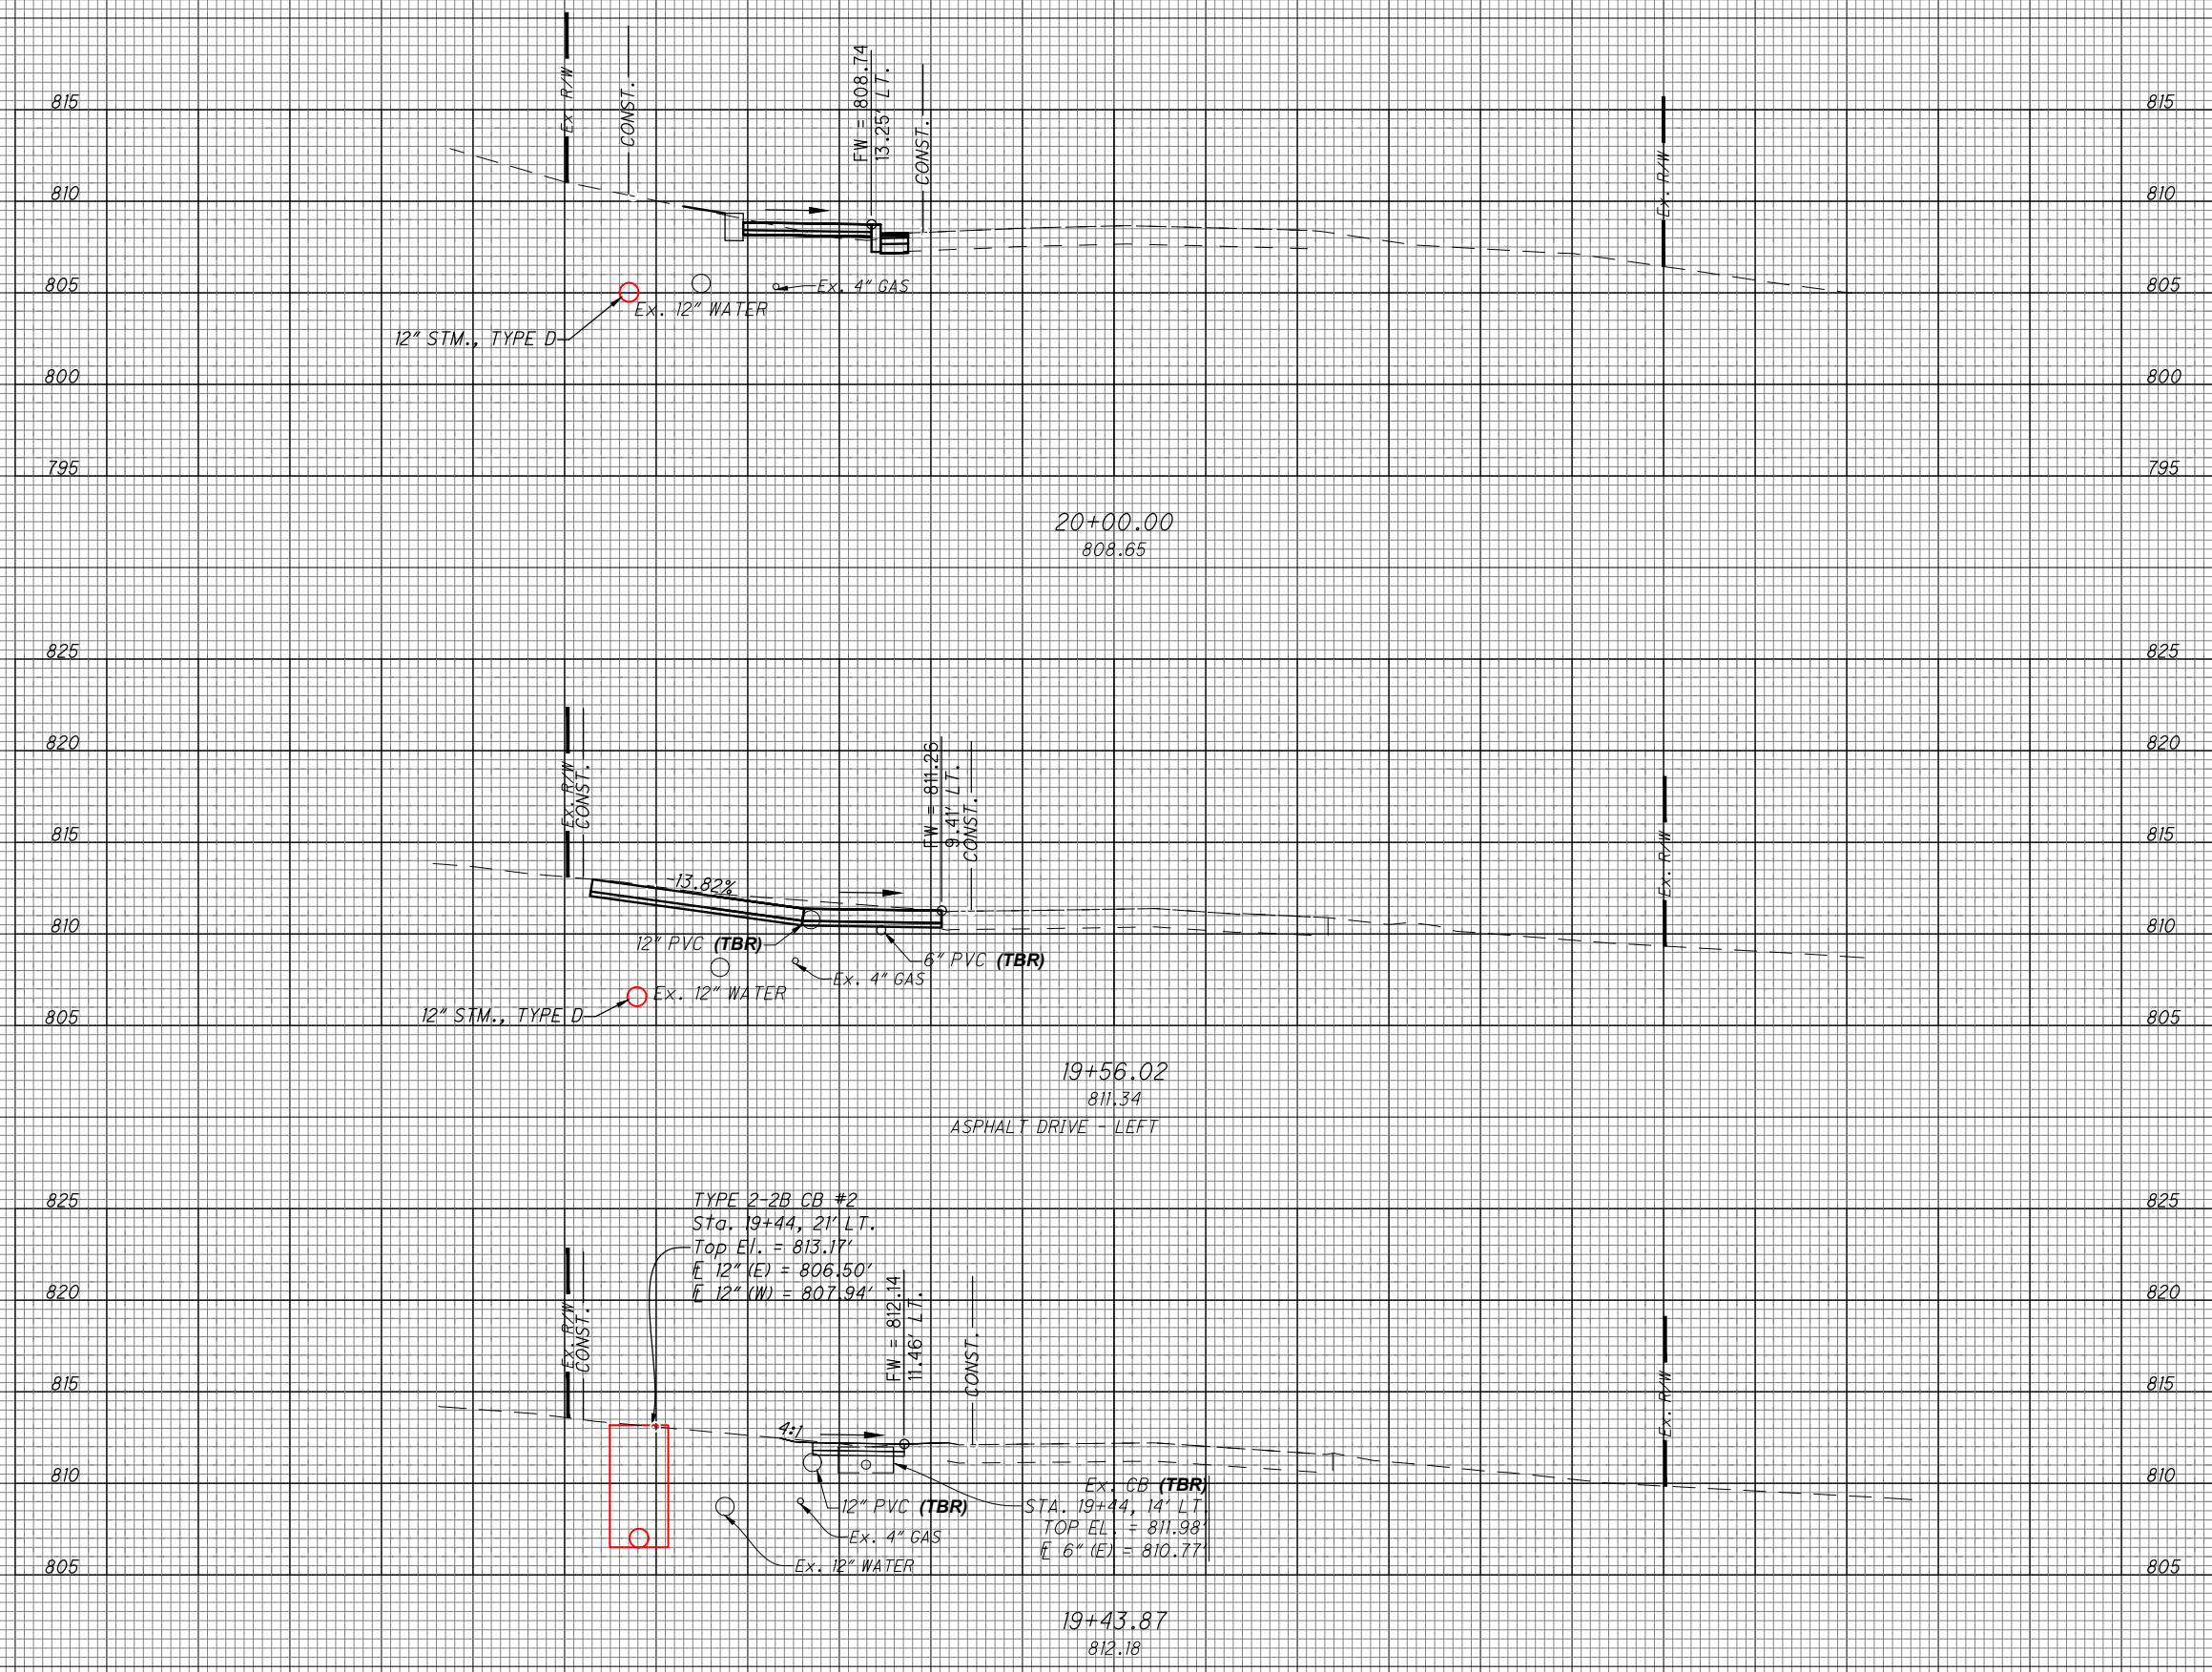 Ex R/W
CONST.
FW = 808.74
13.25' LT.
CONST.
Ex. R/W
815
815
810
810
805
805
Ex. 4" GAS
Ex. 12" WATER
12" STM., TYPE D
800
800
795
795
20+00.00
808.65
825
825
820
820
Ex. R/W
CONST.
FW = 811.26
9.41' LT.
CONST.
Ex. R/W
815
815
-13.82%
810
810
12" PVC (TBR)
6" PVC (TBR)
Ex. 4" GAS
Ex. 12" WATER
12" STM., TYPE D
805
805
19+56.02
811.34
ASPHALT DRIVE - LEFT
825
825
TYPE 2-2B CB #2
Sta. 19+44, 21' LT.
Top El. = 813.17'
12" (E) = 806.50'
12" (W) = 807.94'
820
820
Ex. R/W
CONST.
FW = 812.14
11.46' LT.
CONST.
Ex. R/W
815
815
4:1
810
810
Ex. CB (TBR)
12" PVC (TBR)
STA. 19+44, 14' LT.
TOP EL. = 811.98'
6" (E) = 810.77'
Ex. 4" GAS
Ex. 12" WATER
805
805
19+43.87
812.18